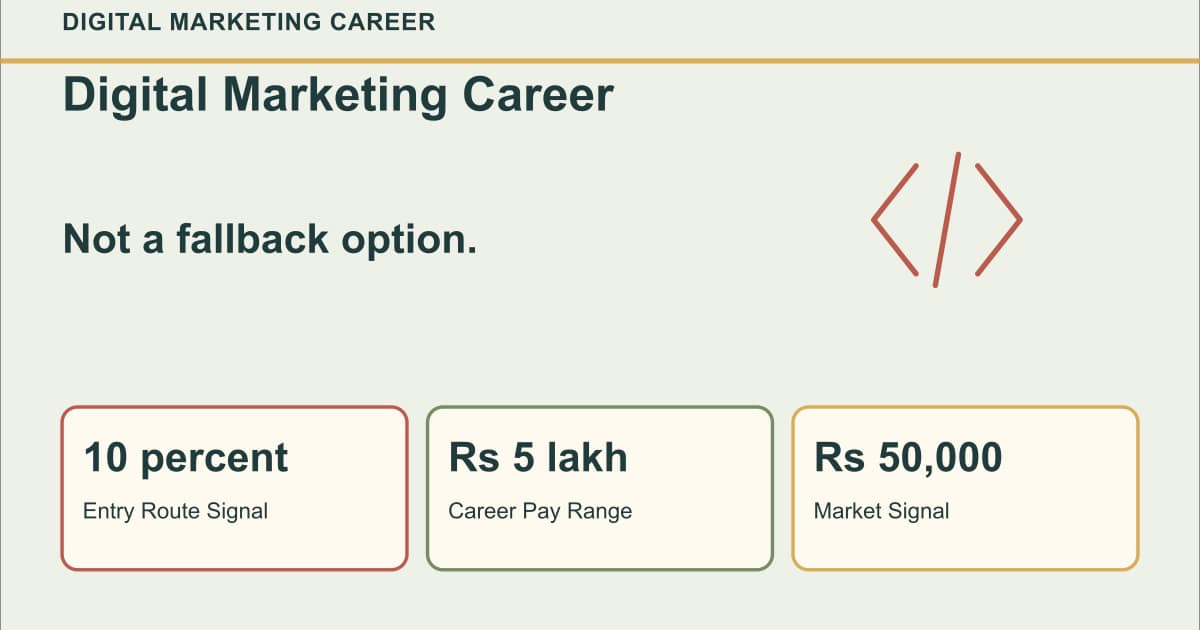 DIGITAL MARKETING CAREER
Digital Marketing Career
Not a fallback option.
10 percent
Entry Route Signal
Rs 5 lakh
Career Pay Range
Rs 50,000
Market Signal